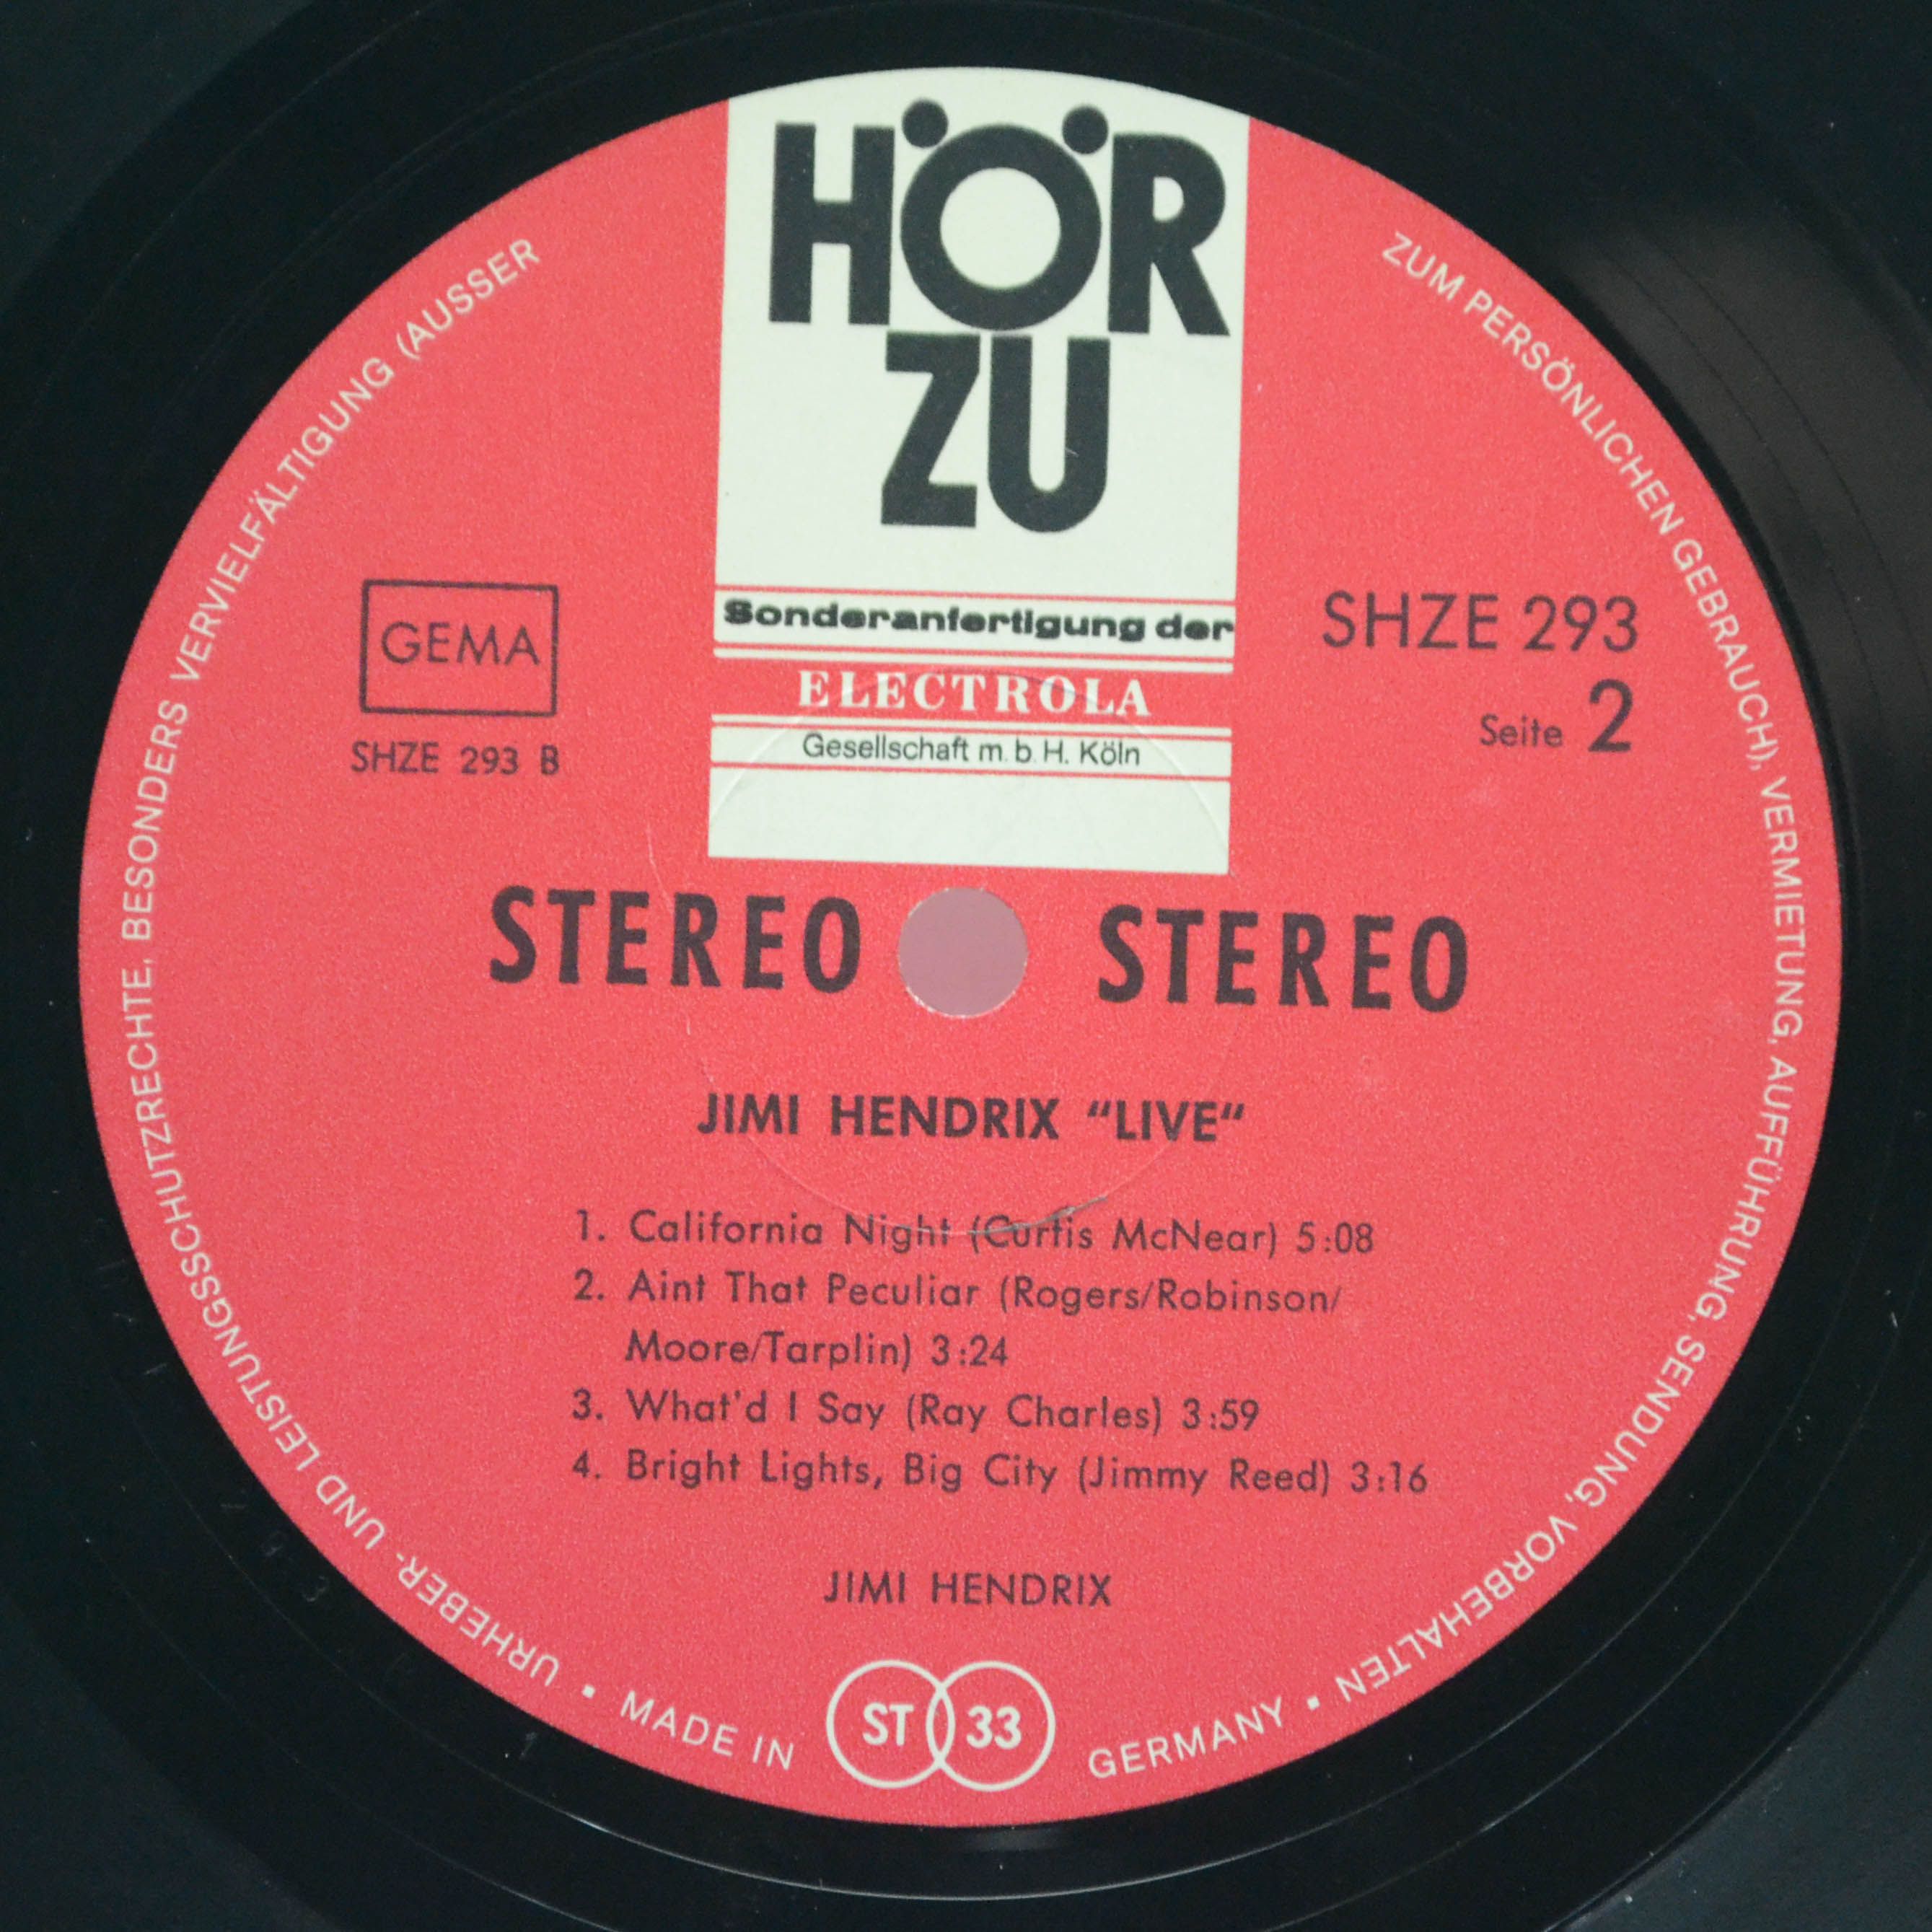 HÖR
ZU
Sonderanfertigung der
ELECTROLA
Gesellschaft m. b. H. Köln
GEMA
SHZE 293 B
SHZE 293
Seite 2
STEREO STEREO
JIMI HENDRIX “LIVE“
1. California Night (Curtis McNear) 5:08
2. Aint That Peculiar (Rogers/Robinson/
Moore/Tarplin) 3:24
3. What'd I Say (Ray Charles) 3:59
4. Bright Lights, Big City (Jimmy Reed) 3:16
JIMI HENDRIX
ST 33
MADE IN GERMANY
URHEBER- UND LEISTUNGSSCHUTZRECHTE, BESONDERS VERVIELFÄLTIGUNG (AUSSER
ZUM PERSÖNLICHEN GEBRAUCH), VERMIETUNG, AUFFÜHRUNG, SENDUNG, VORBEHALTEN